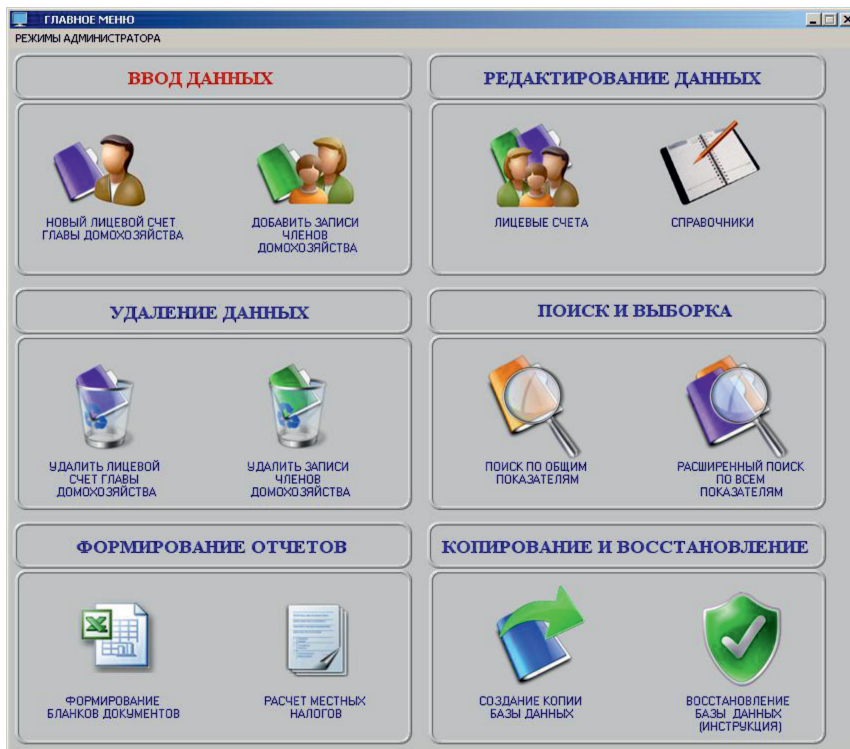 ГЛАВНОЕ МЕНЮ
РЕЖИМЫ АДМИНИСТРАТОРА
ВВОД ДАННЫХ
НОВЫЙ ЛИЦЕВОЙ СЧЕТ
ГЛАВЫ ДОМОХОЗЯЙСТВА
ДОБАВИТЬ ЗАПИСИ
ЧЛЕНОВ
ДОМОХОЗЯЙСТВА
РЕДАКТИРОВАНИЕ ДАННЫХ
ЛИЦЕВЫЕ СЧЕТА
СПРАВОЧНИКИ
УДАЛЕНИЕ ДАННЫХ
УДАЛИТЬ ЛИЦЕВОЙ
СЧЕТ ГЛАВЫ
ДОМОХОЗЯЙСТВА
УДАЛИТЬ ЗАПИСИ
ЧЛЕНОВ
ДОМОХОЗЯЙСТВА
ПОИСК И ВЫБОРКА
ПОИСК ПО ОБЩИМ
ПОКАЗАТЕЛЯМ
РАСШИРЕННЫЙ ПОИСК
ПО ВСЕМ
ПОКАЗАТЕЛЯМ
ФОРМИРОВАНИЕ ОТЧЕТОВ
ФОРМИРОВАНИЕ
БЛАНКОВ ДОКУМЕНТОВ
РАСЧЕТ МЕСТНЫХ
НАЛОГОВ
КОПИРОВАНИЕ И ВОССТАНОВЛЕНИЕ
СОЗДАНИЕ КОПИИ
БАЗЫ ДАННЫХ
ВОССТАНОВЛЕНИЕ
БАЗЫ ДАННЫХ
(ИНСТРУКЦИЯ)